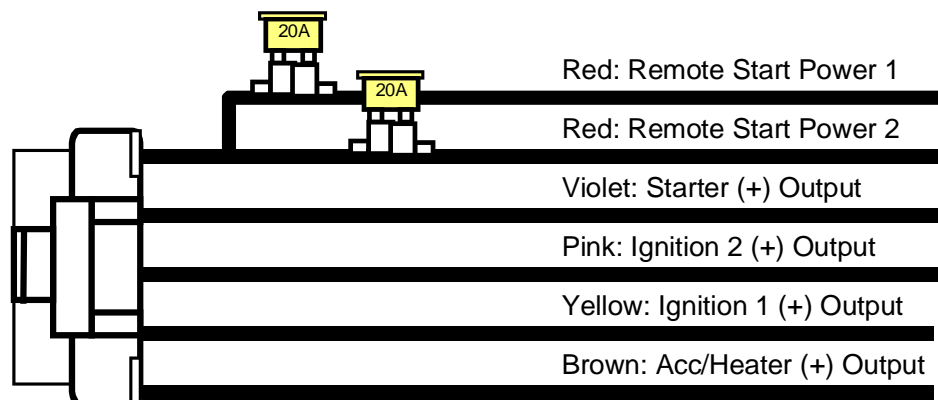 20A
Red: Remote Start Power 1
20A
Red: Remote Start Power 2
Violet: Starter (+) Output
Pink: Ignition 2 (+) Output
Yellow: Ignition 1 (+) Output
Brown: Acc/Heater (+) Output